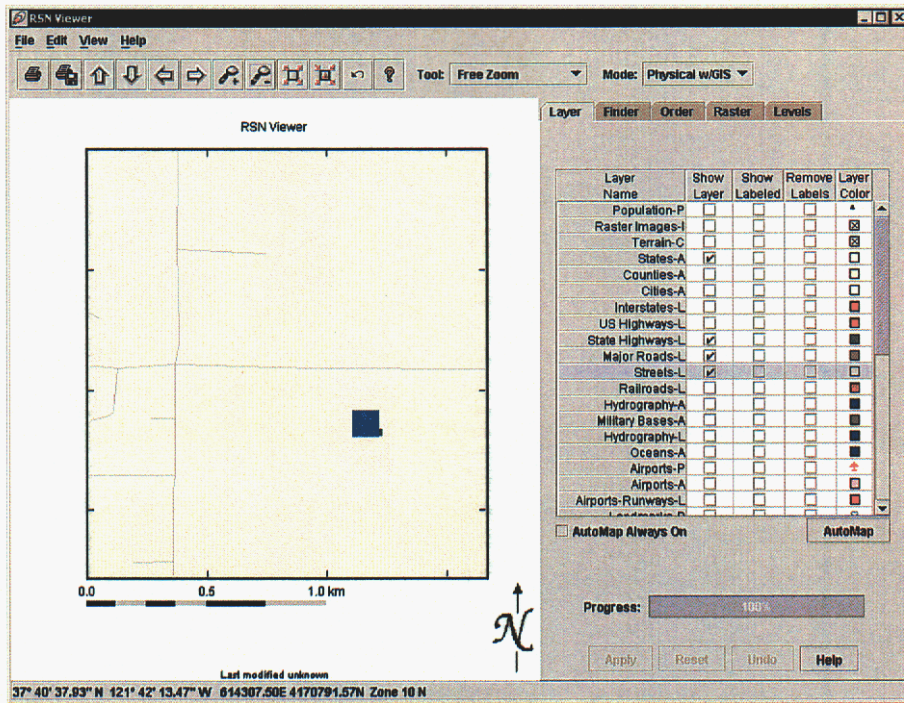 RSN Viewer
File Edit View Help
Tool: Free Zoom Mode: Physical w/GIS
Layer Finder Order Raster Levels
RSN Viewer
Layer Name Show Layer Show Labeled Remove Labels Layer Color
Population-P
Raster Images-I
Terrain-C
States-A
Counties-A
Cities-A
Interstates-L
US Highways-L
State Highways-L
Major Roads-L
Streets-L
Railroads-L
Hydrography-A
Military Bases-A
Hydrography-L
Oceans-A
Airports-P
Airports-A
Airports-Runways-L
Landmarks-P
AutoMap Always On AutoMap
0.0 0.5 1.0 km
Progress: 100%
N
Apply Reset Undo Help
Last modified unknown
37° 40' 37.93" N 121° 42' 13.47" W 614307.50E 4170791.57N Zone 10 N